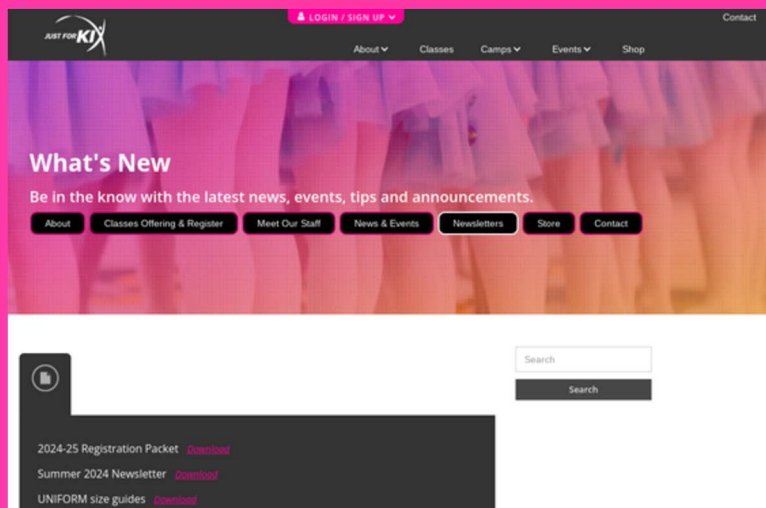 LOGIN / SIGN UP
Contact
JUST FOR KIX
About
Classes
Camps
Events
Shop
What's New
Be in the know with the latest news, events, tips and announcements.
About
Classes Offering & Register
Meet Our Staff
News & Events
Newsletters
Store
Contact
Search
Search
2024-25 Registration Packet Download
Summer 2024 Newsletter Download
UNIFORM size guides Download